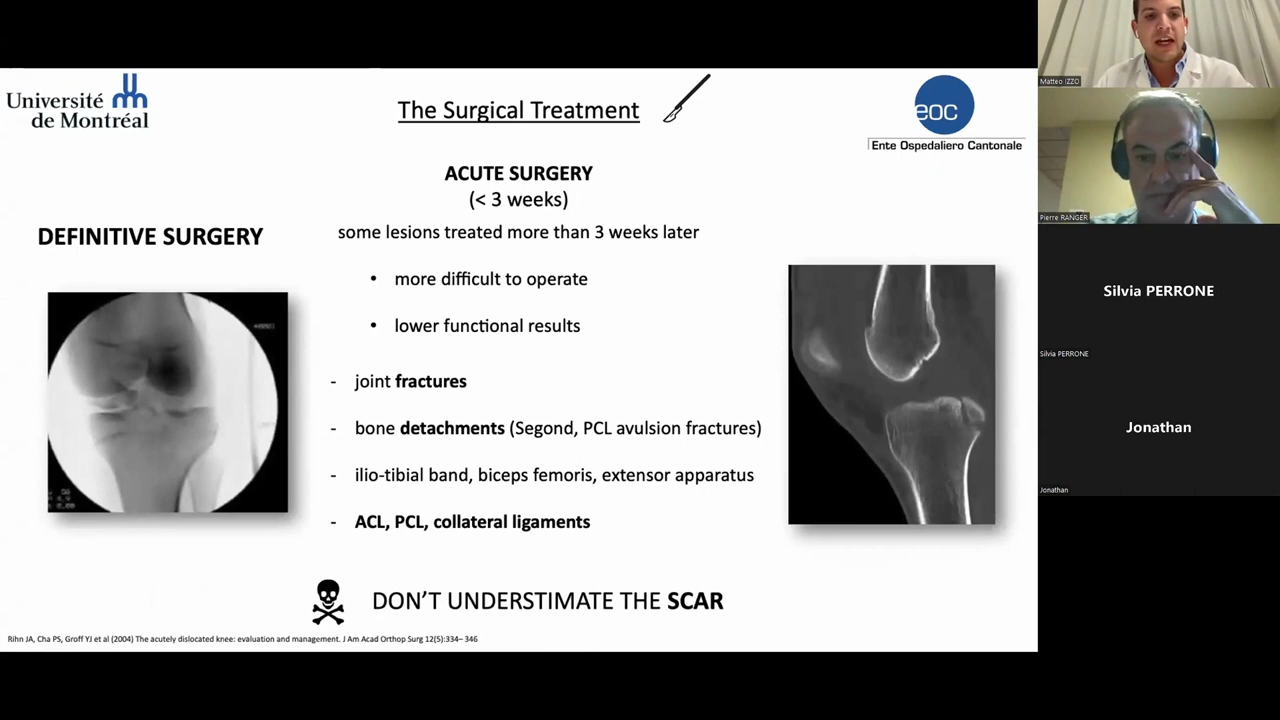 Université
de Montréal
The Surgical Treatment
eoc
Ente Ospedaliero Cantonale
ACUTE SURGERY
(< 3 weeks)
DEFINITIVE SURGERY
some lesions treated more than 3 weeks later
• more difficult to operate
• lower functional results
- joint fractures
- bone detachments (Segond, PCL avulsion fractures)
- ilio-tibial band, biceps femoris, extensor apparatus
- ACL, PCL, collateral ligaments
DON'T UNDERSTIMATE THE SCAR
Rihn JA, Cha PS, Groff YJ et al (2004) The acutely dislocated knee: evaluation and management. J Am Acad Orthop Surg 12(5):334– 346
Matteo IZZO
Pierre RANGER
Silvia PERRONE
Silvia PERRONE
Jonathan
Jonathan